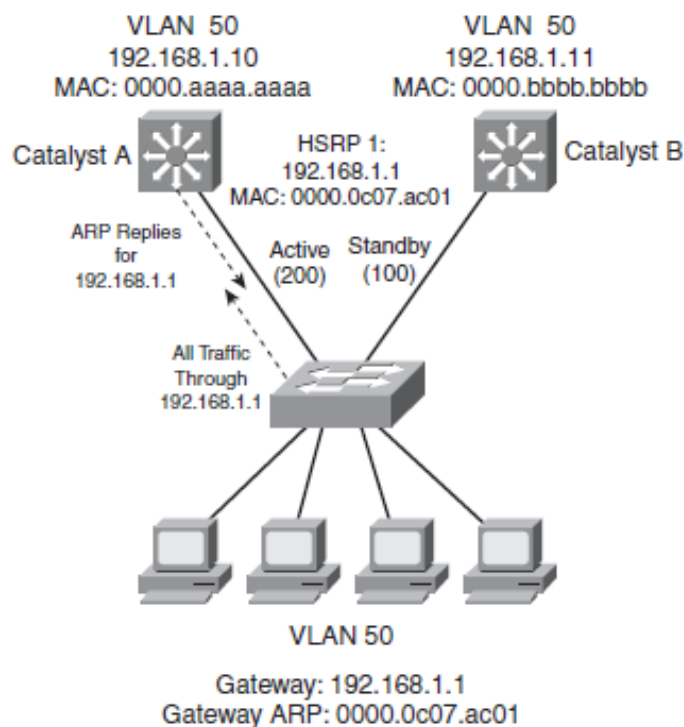 VLAN 50
192.168.1.10
MAC: 0000.aaaa.aaaa
VLAN 50
192.168.1.11
MAC: 0000.bbbb.bbbb
Catalyst A
HSRP 1:
192.168.1.1
MAC: 0000.0c07.ac01
Catalyst B
ARP Replies
for
192.168.1.1
Active
(200)
Standby
(100)
All Traffic
Through
192.168.1.1
VLAN 50
Gateway: 192.168.1.1
Gateway ARP: 0000.0c07.ac01